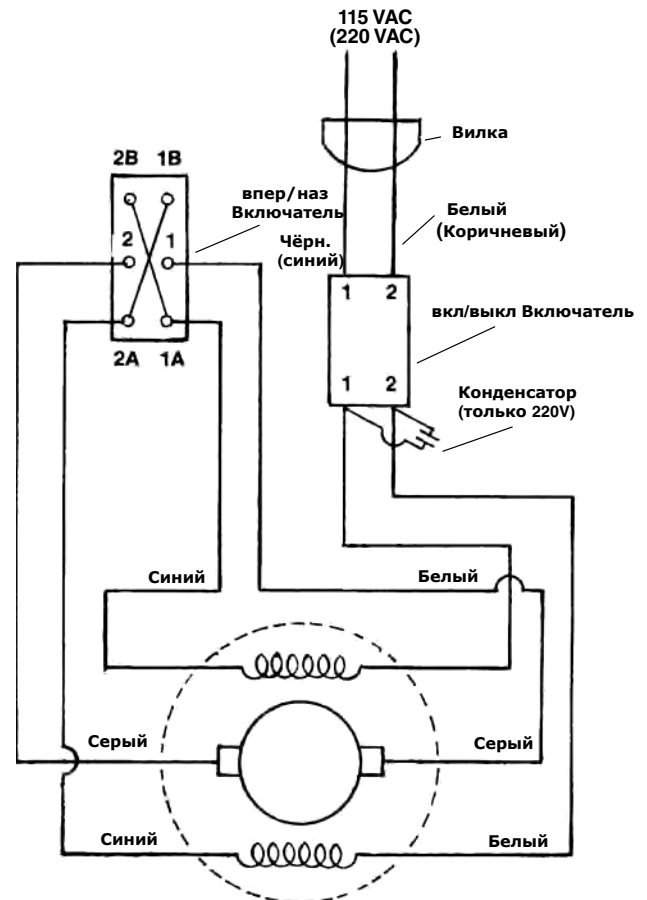 115 VAC
(220 VAC)
Вилка
2B 1B
впер/наз
Включатель
2 1
Чёрн.
(синий)
Белый
(Коричневый)
1 2
вкл/выкл Включатель
2A 1A
1 2
Конденсатор
(только 220V)
Синий
Белый
Серый
Серый
Синий
Белый